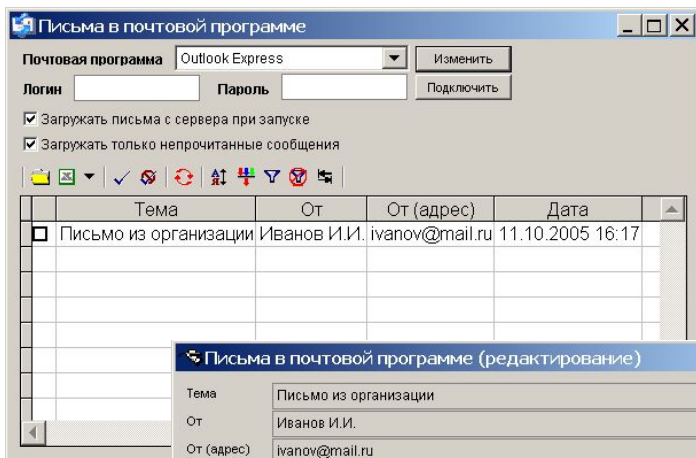 Письма в почтовой программе
Почтовая программа Outlook Express Изменить
Логин Пароль Подключить
Загружать письма с сервера при запуске
Загружать только непрочитанные сообщения
Тема От От (адрес) Дата
Письмо из организации Иванов И.И. ivanov@mail.ru 11.10.2005 16:17
Письма в почтовой программе (редактирование)
Тема Письмо из организации
От Иванов И.И.
От (адрес) ivanov@mail.ru